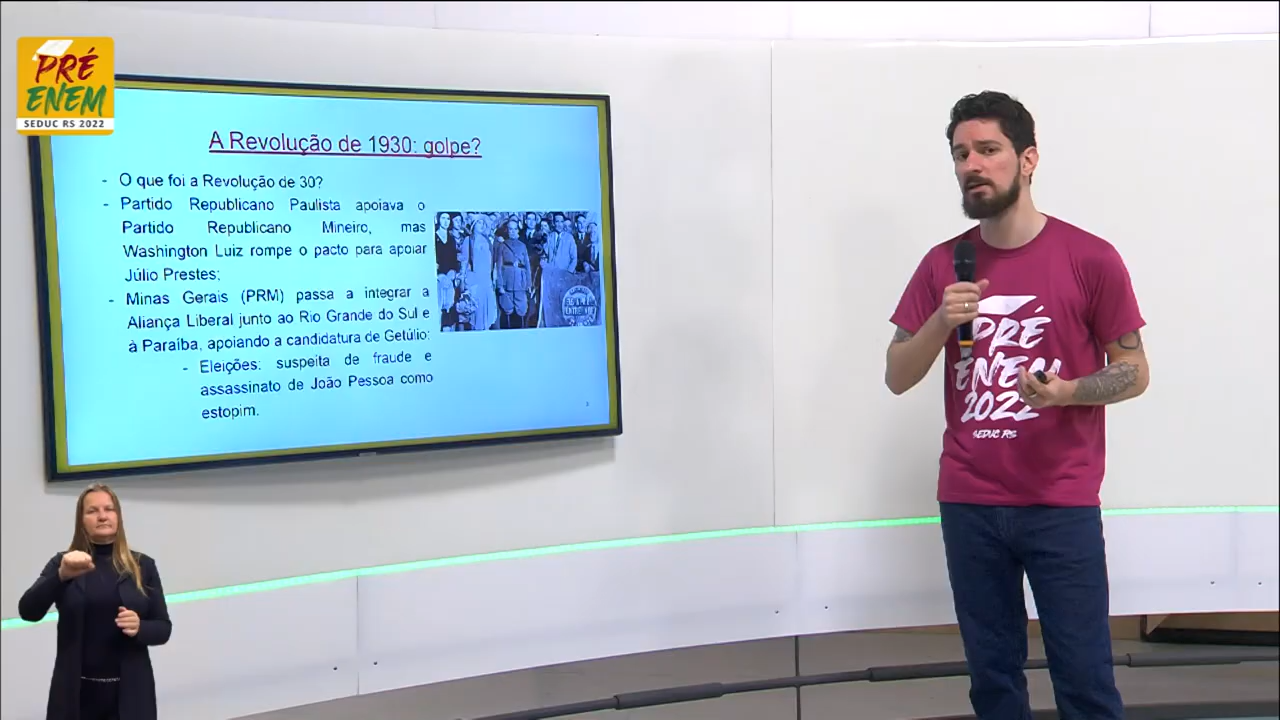 PRÉ
ENEM
SEDUC RS 2022
A Revolução de 1930: golpe?
- O que foi a Revolução de 30?
- Partido Republicano Paulista apoiava o
Partido Republicano Mineiro, mas
Washington Luiz rompe o pacto para apoiar
Júlio Prestes;
- Minas Gerais (PRM) passa a integrar a
Aliança Liberal junto ao Rio Grande do Sul e
à Paraíba, apoiando a candidatura de Getúlio:
- Eleições: suspeita de fraude e
assassinato de João Pessoa como
estopim.
PRÉ
ENEM
2022
SEDUC RS